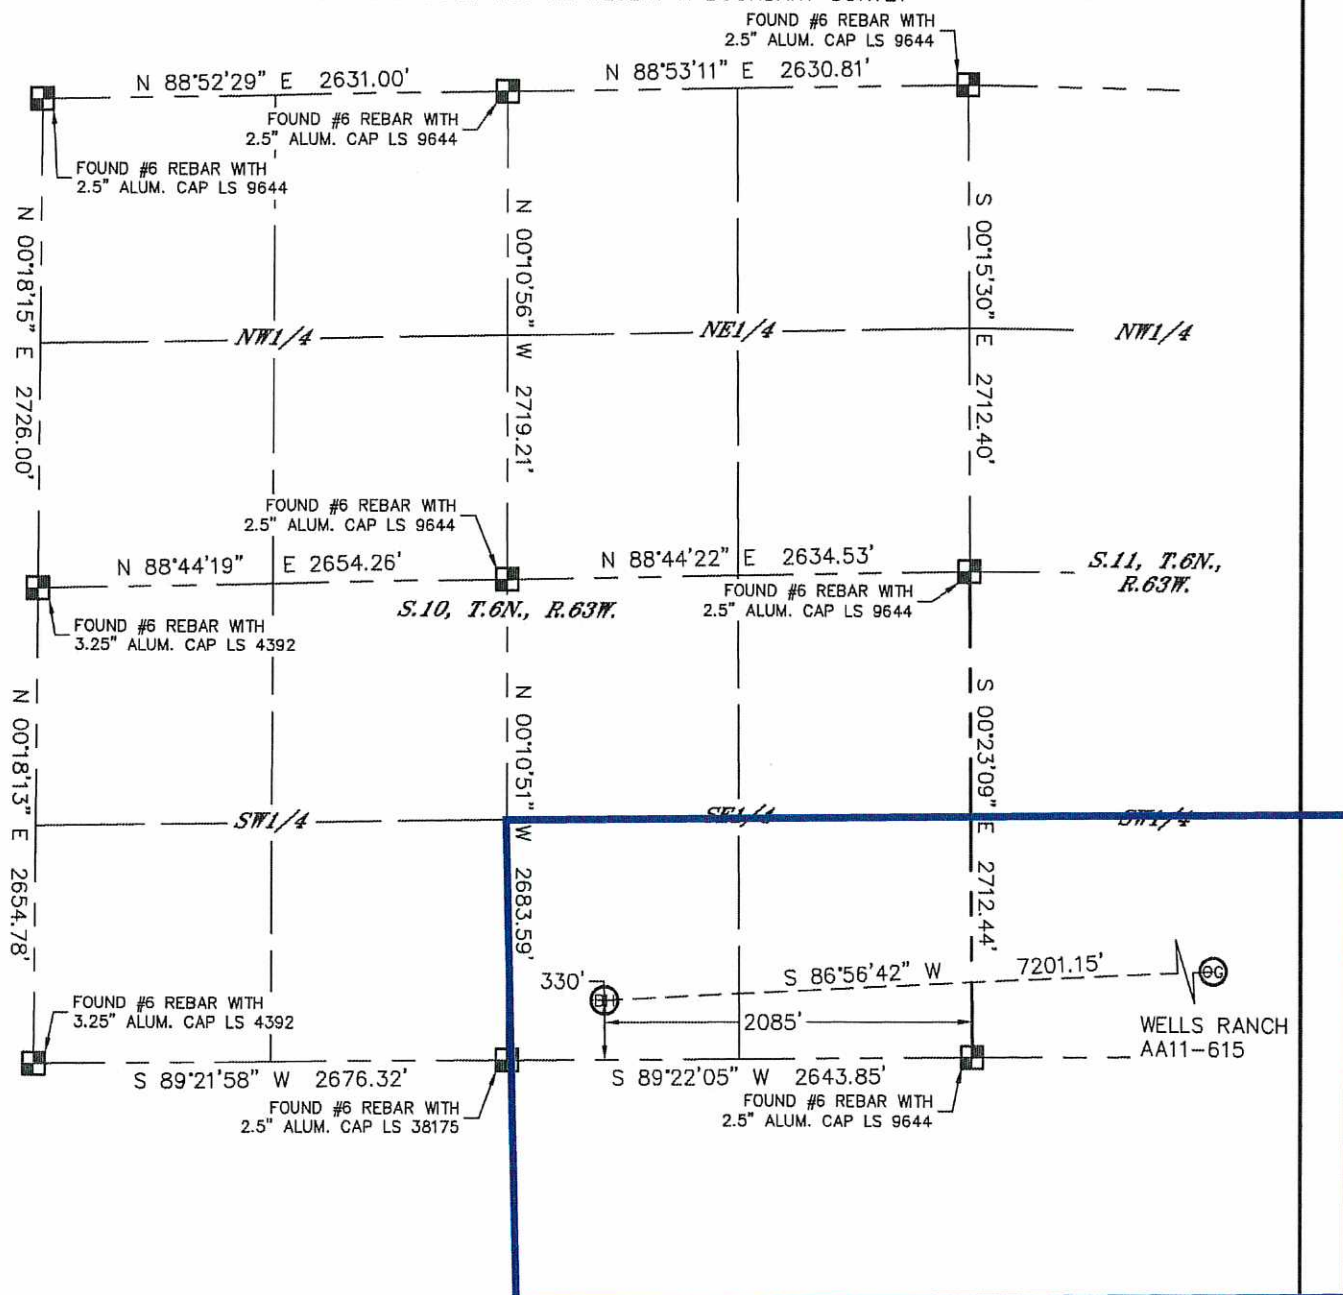 FOUND #6 REBAR WITH
2.5" ALUM. CAP LS 9644
N 88°52'29" E 2631.00'
N 88°53'11" E 2630.81'
FOUND #6 REBAR WITH
2.5" ALUM. CAP LS 9644
FOUND #6 REBAR WITH
2.5" ALUM. CAP LS 9644
N 00°18'15" E 2726.00'
N 00°10'56" W 2719.21'
S 00°15'30" E 2712.40'
NW1/4
NE1/4
NW1/4
FOUND #6 REBAR WITH
2.5" ALUM. CAP LS 9644
N 88°44'19" E 2654.26'
N 88°44'22" E 2634.53'
S.11, T.6N.,
R.63W.
FOUND #6 REBAR WITH
2.5" ALUM. CAP LS 9644
S.10, T.6N., R.63W.
FOUND #6 REBAR WITH
3.25" ALUM. CAP LS 4392
N 00°18'13" E 2654.78'
N 00°10'51" W 2683.59'
S 00°23'09" E 2712.44'
SW1/4
SE1/4
SW1/4
330'
BH
S 86°56'42" W 7201.15'
OG
2085'
WELLS RANCH
AA11-615
FOUND #6 REBAR WITH
3.25" ALUM. CAP LS 4392
S 89°21'58" W 2676.32'
S 89°22'05" W 2643.85'
FOUND #6 REBAR WITH
2.5" ALUM. CAP LS 38175
FOUND #6 REBAR WITH
2.5" ALUM. CAP LS 9644